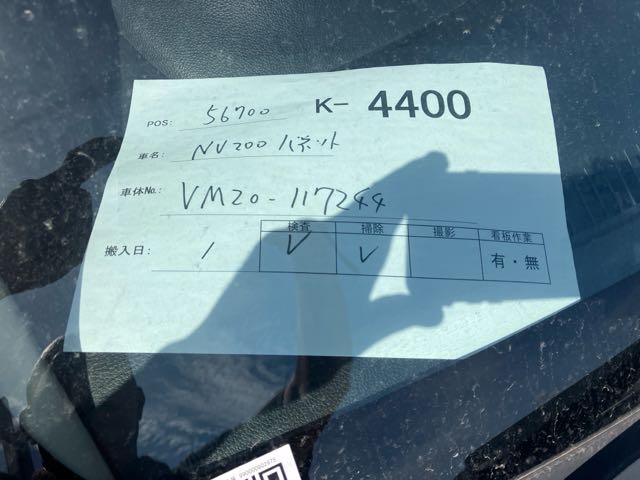 POS: 56700 K- 4400
車名: NV200 バネット
車体No.: VM20-117244
検査 掃除 撮影 看板作業
搬入日: / ✓ ✓ 有・無